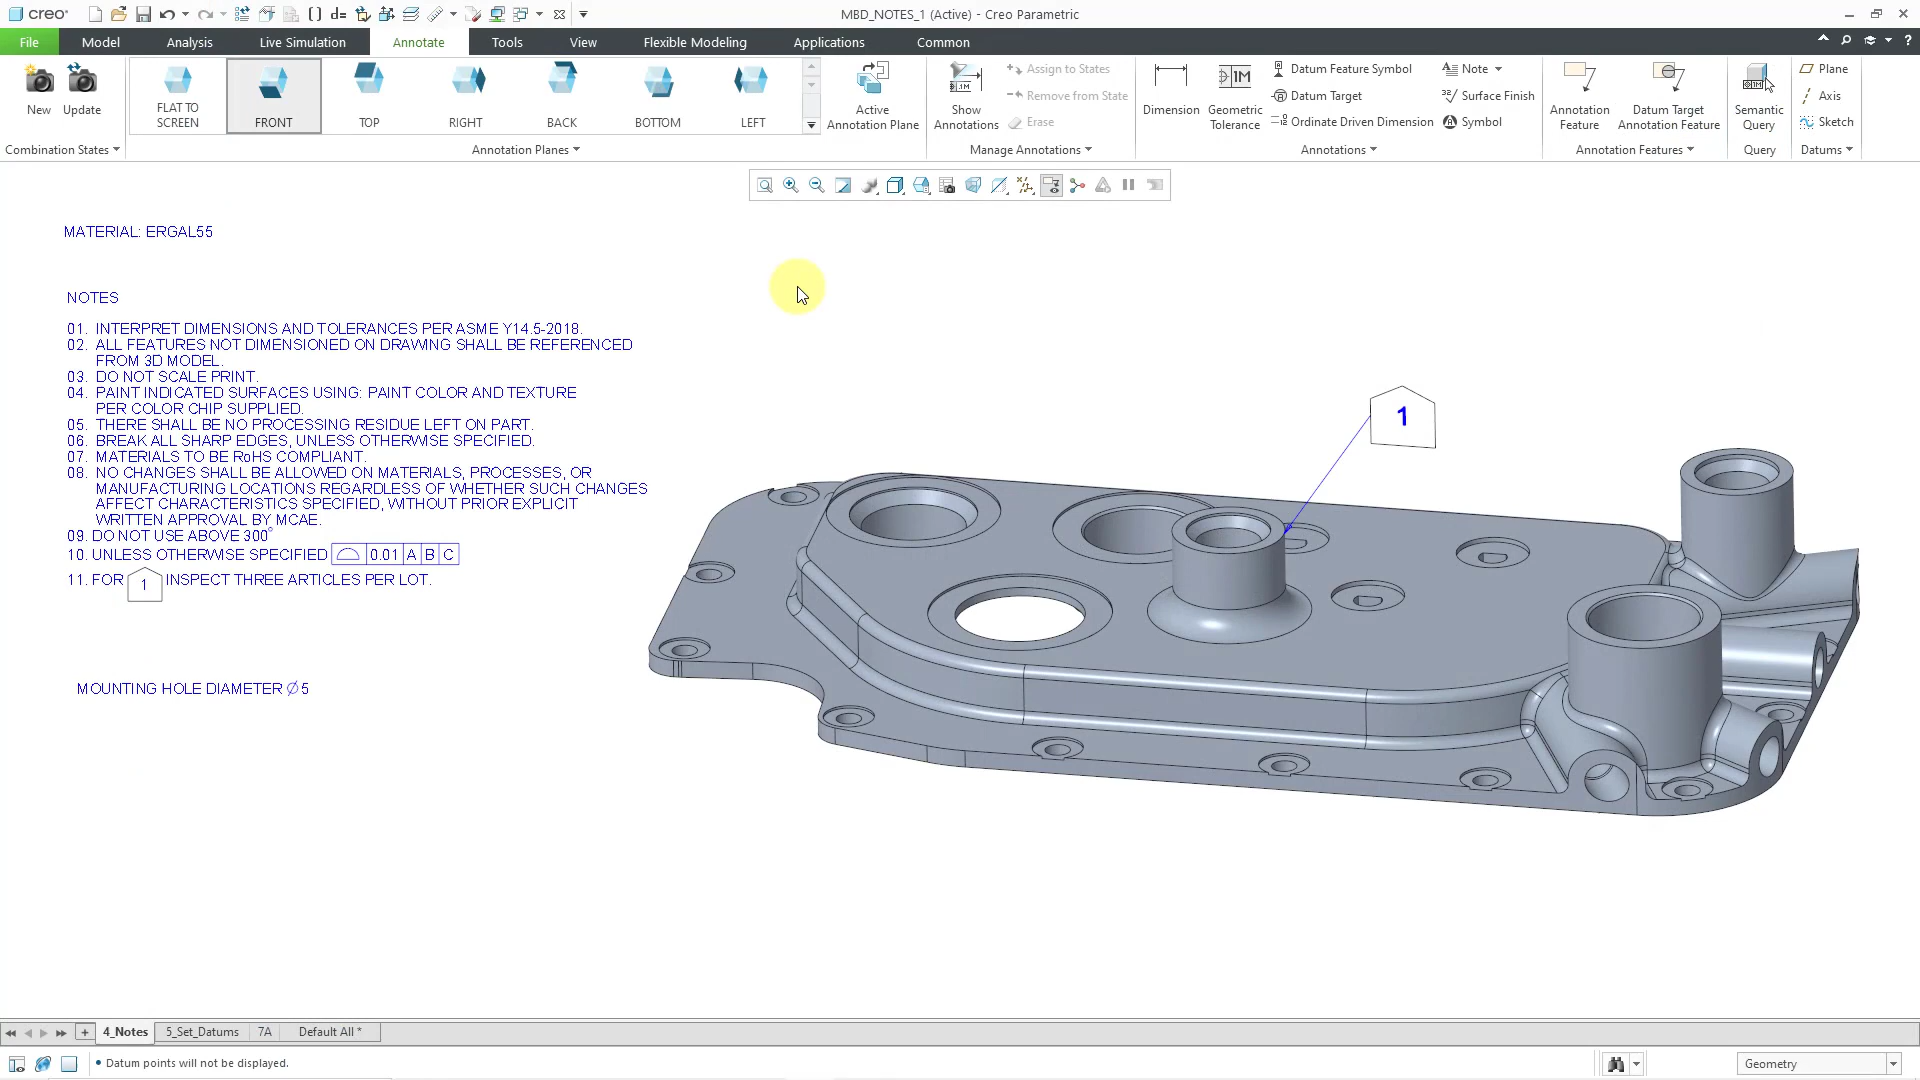 creo
MBD_NOTES_1 (Active) - Creo Parametric
File Model Analysis Live Simulation Annotate Tools View Flexible Modeling Applications Common
New
Update
Combination States
FLAT TO SCREEN
FRONT
TOP
RIGHT
BACK
BOTTOM
LEFT
Annotation Planes
Active Annotation Plane
Show Annotations
Assign to States
Remove from State
Erase
Manage Annotations
Dimension
Geometric Tolerance
Datum Feature Symbol
Datum Target
Ordinate Driven Dimension
Note
Surface Finish
Symbol
Annotations
Annotation Feature
Datum Target Annotation Feature
Annotation Features
Semantic Query
Query
Plane
Axis
Sketch
Datums
MATERIAL: ERGAL55
NOTES
01. INTERPRET DIMENSIONS AND TOLERANCES PER ASME Y14.5-2018.
02. ALL FEATURES NOT DIMENSIONED ON DRAWING SHALL BE REFERENCED
FROM 3D MODEL.
03. DO NOT SCALE PRINT.
04. PAINT INDICATED SURFACES USING: PAINT COLOR AND TEXTURE
PER COLOR CHIP SUPPLIED.
05. THERE SHALL BE NO PROCESSING RESIDUE LEFT ON PART.
06. BREAK ALL SHARP EDGES, UNLESS OTHERWISE SPECIFIED.
07. MATERIALS TO BE RoHS COMPLIANT.
08. NO CHANGES SHALL BE ALLOWED ON MATERIALS, PROCESSES, OR
MANUFACTURING LOCATIONS REGARDLESS OF WHETHER SUCH CHANGES
AFFECT CHARACTERISTICS SPECIFIED, WITHOUT PRIOR EXPLICIT
WRITTEN APPROVAL BY MCAE.
09. DO NOT USE ABOVE 300°
10. UNLESS OTHERWISE SPECIFIED ⌓ 0.01 A B C
11. FOR 1 INSPECT THREE ARTICLES PER LOT.
MOUNTING HOLE DIAMETER ∅5
1
4_Notes 5_Set_Datums 7A Default All *
• Datum points will not be displayed.
Geometry